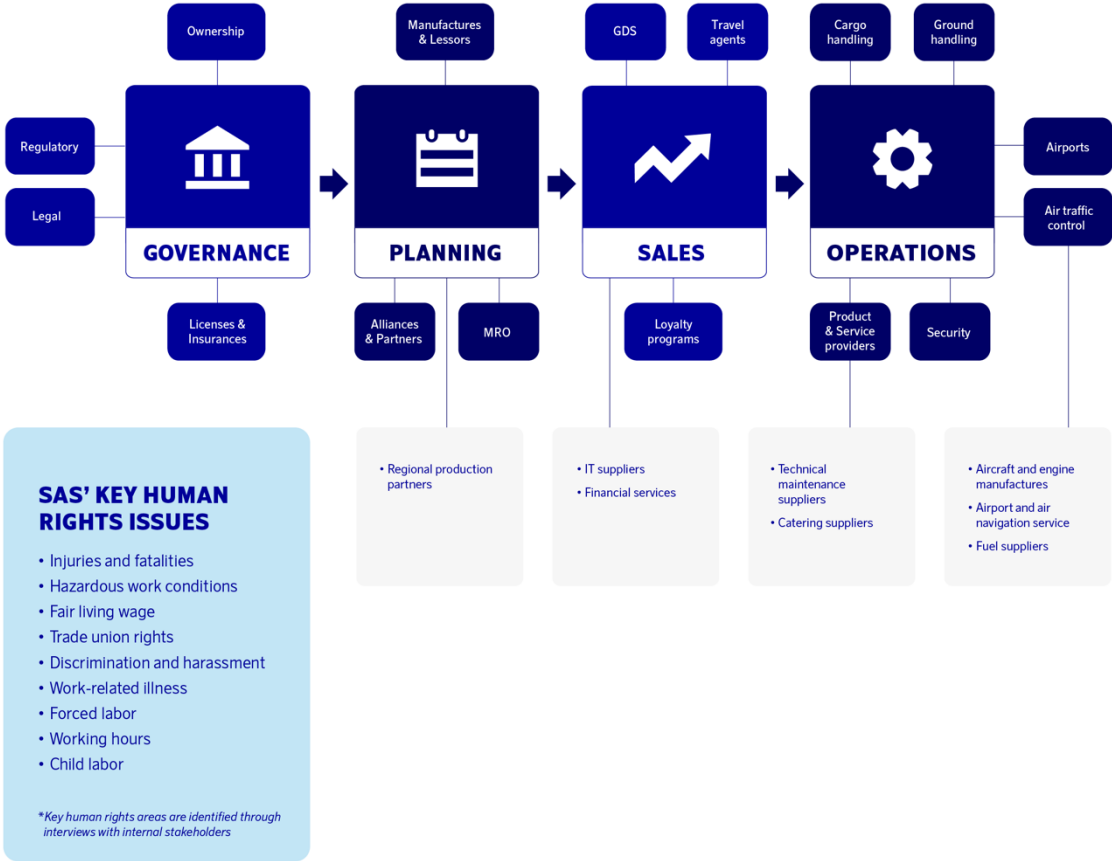 Ownership
Manufactures
& Lessors
GDS
Travel
agents
Cargo
handling
Ground
handling
Regulatory
Legal
Airports
Air traffic
control
GOVERNANCE
PLANNING
SALES
OPERATIONS
Licenses &
Insurances
Alliances
& Partners
MRO
Loyalty
programs
Product
& Service
providers
Security
• Regional production
partners
• IT suppliers
• Financial services
• Technical
maintenance
suppliers
• Catering suppliers
• Aircraft and engine
manufactures
• Airport and air
navigation service
• Fuel suppliers
SAS’ KEY HUMAN
RIGHTS ISSUES
• Injuries and fatalities
• Hazardous work conditions
• Fair living wage
• Trade union rights
• Discrimination and harassment
• Work-related illness
• Forced labor
• Working hours
• Child labor
*Key human rights areas are identified through
interviews with internal stakeholders